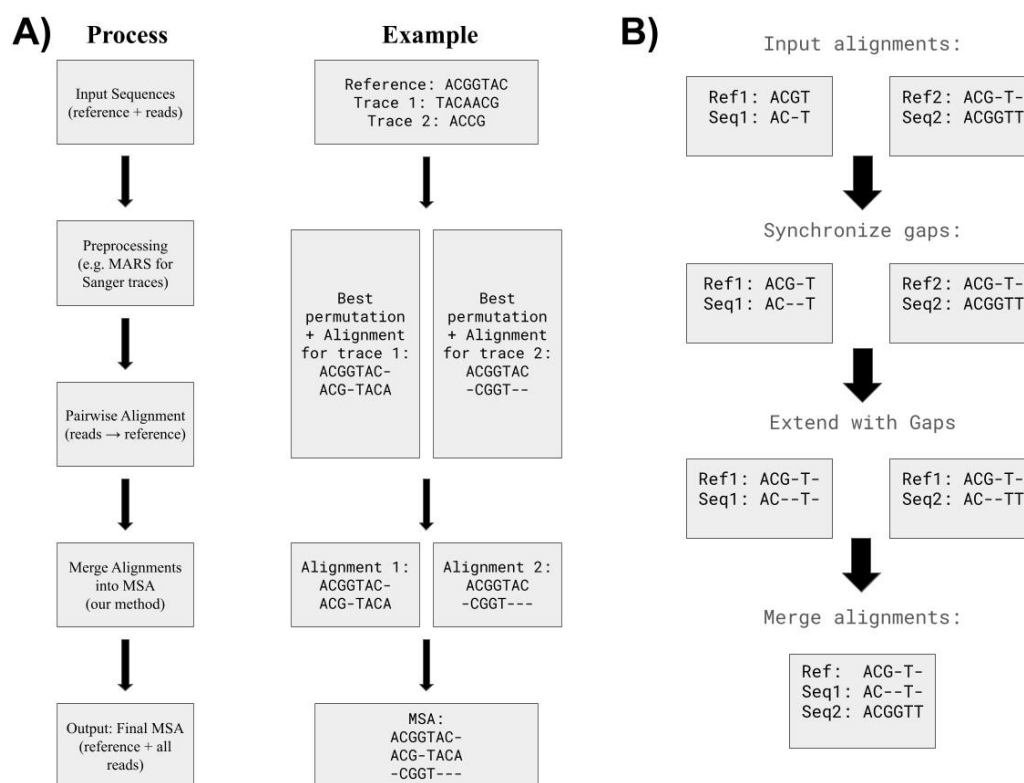 A)
Process
Input Sequences
(reference + reads)
Preprocessing
(e.g. MARS for
Sanger traces)
Pairwise Alignment
(reads → reference)
Merge Alignments
into MSA
(our method)
Output: Final MSA
(reference + all
reads)
Example
Reference: ACGGTAC
Trace 1: TACAACG
Trace 2: ACCG
Best
permutation
+ Alignment
for trace 1:
ACGGTAC-
ACG-TACA
Best
permutation
+ Alignment
for trace 2:
ACGGTAC
-CGGT--
Alignment 1:
ACGGTAC-
ACG-TACA
Alignment 2:
ACGGTAC
-CGGT---
MSA:
ACGGTAC-
ACG-TACA
-CGGT---
B)
Input alignments:
Ref1: ACGT
Seq1: AC-T
Ref2: ACG-T-
Seq2: ACGGTT
Synchronize gaps:
Ref1: ACG-T
Seq1: AC--T
Ref2: ACG-T-
Seq2: ACGGTT
Extend with Gaps
Ref1: ACG-T-
Seq1: AC--T-
Ref1: ACG-T-
Seq2: AC--TT
Merge alignments:
Ref: ACG-T-
Seq1: AC--T-
Seq2: ACGGTT